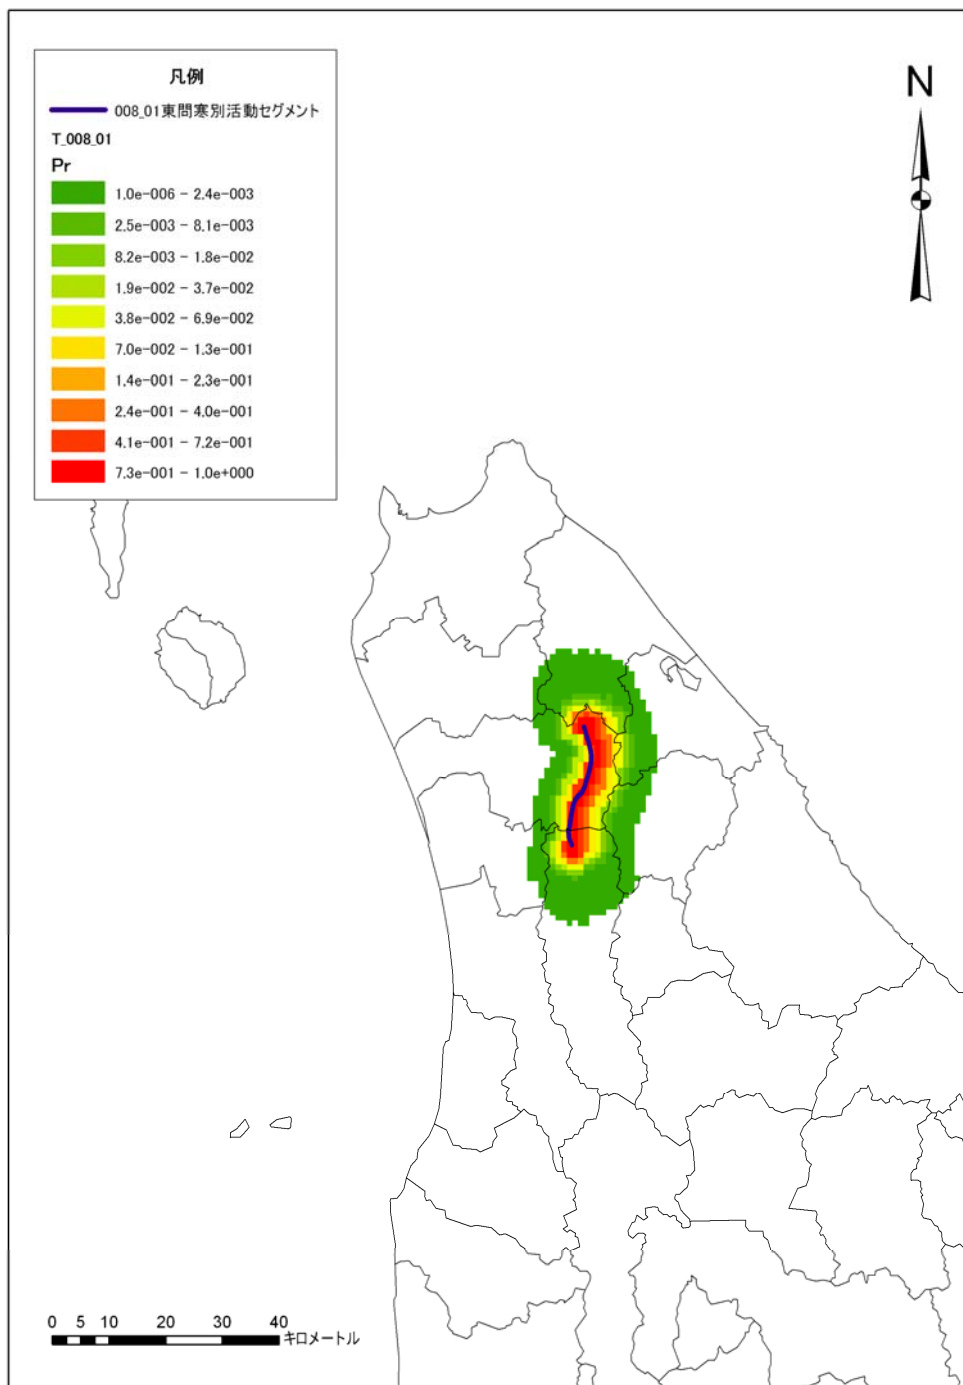 凡例
008_01東問寒別活動セグメント
T_008_01
Pr
1.0e-006 - 2.4e-003
2.5e-003 - 8.1e-003
8.2e-003 - 1.8e-002
1.9e-002 - 3.7e-002
3.8e-002 - 6.9e-002
7.0e-002 - 1.3e-001
1.4e-001 - 2.3e-001
2.4e-001 - 4.0e-001
4.1e-001 - 7.2e-001
7.3e-001 - 1.0e+000
N
0 5 10 20 30 40
キロメートル